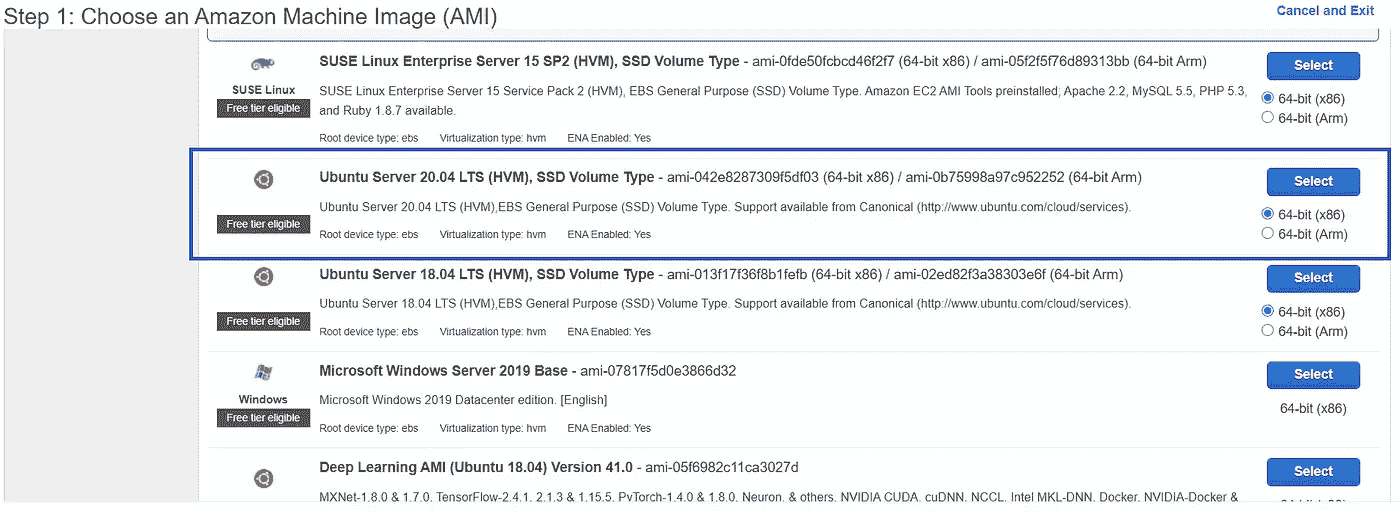 Step 1: Choose an Amazon Machine Image (AMI)
Cancel and Exit
SUSE Linux
Free tier eligible
SUSE Linux Enterprise Server 15 SP2 (HVM), SSD Volume Type - ami-0fde50fcbcd46f2f7 (64-bit x86) / ami-05f2f5f76d89313bb (64-bit Arm)
SUSE Linux Enterprise Server 15 Service Pack 2 (HVM), EBS General Purpose (SSD) Volume Type. Amazon EC2 AMI Tools preinstalled; Apache 2.2, MySQL 5.5, PHP 5.3,
and Ruby 1.8.7 available.
Root device type: ebs Virtualization type: hvm ENA Enabled: Yes
Select
64-bit (x86)
64-bit (Arm)
Free tier eligible
Ubuntu Server 20.04 LTS (HVM), SSD Volume Type - ami-042e8287309f5df03 (64-bit x86) / ami-0b75998a97c952252 (64-bit Arm)
Ubuntu Server 20.04 LTS (HVM),EBS General Purpose (SSD) Volume Type. Support available from Canonical (http://www.ubuntu.com/cloud/services).
Root device type: ebs Virtualization type: hvm ENA Enabled: Yes
Select
64-bit (x86)
64-bit (Arm)
Free tier eligible
Ubuntu Server 18.04 LTS (HVM), SSD Volume Type - ami-013f17f36f8b1fefb (64-bit x86) / ami-02ed82f3a38303e6f (64-bit Arm)
Ubuntu Server 18.04 LTS (HVM),EBS General Purpose (SSD) Volume Type. Support available from Canonical (http://www.ubuntu.com/cloud/services).
Root device type: ebs Virtualization type: hvm ENA Enabled: Yes
Select
64-bit (x86)
64-bit (Arm)
Windows
Free tier eligible
Microsoft Windows Server 2019 Base - ami-07817f5d0e3866d32
Microsoft Windows 2019 Datacenter edition. [English]
Root device type: ebs Virtualization type: hvm ENA Enabled: Yes
Select
64-bit (x86)
Deep Learning AMI (Ubuntu 18.04) Version 41.0 - ami-05f6982c11ca3027d
MXNet-1.8.0 & 1.7.0, TensorFlow-2.4.1, 2.1.3 & 1.15.5, PyTorch-1.4.0 & 1.8.0, Neuron, & others. NVIDIA CUDA, cuDNN, NCCL, Intel MKL-DNN, Docker, NVIDIA-Docker &
Select